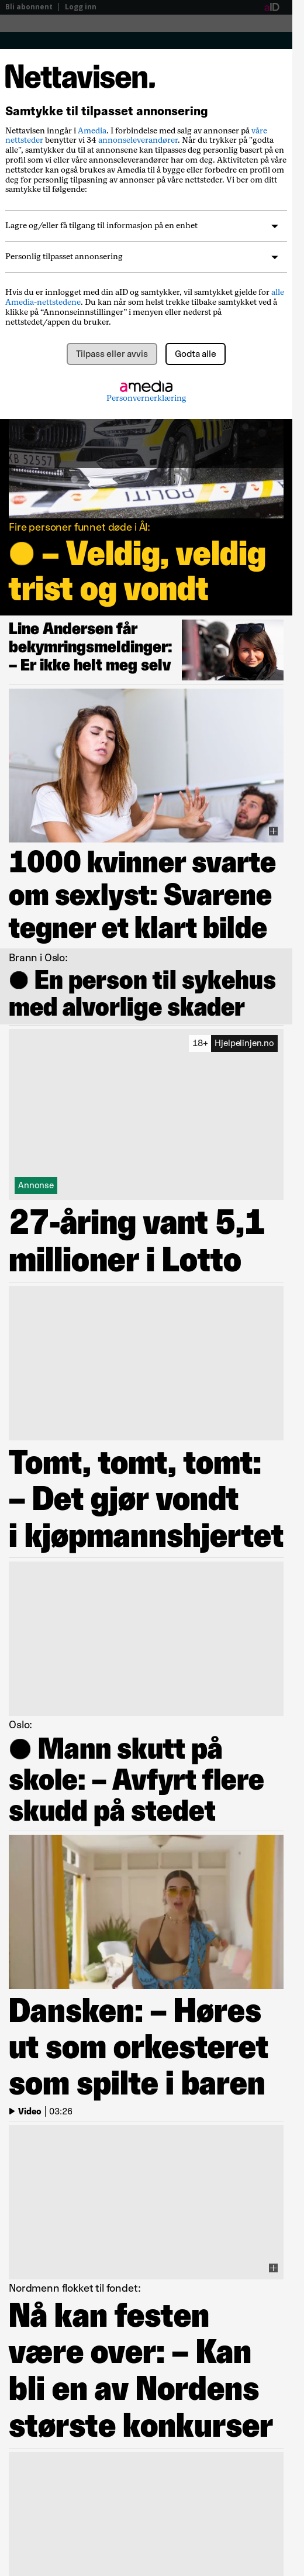 Bli abonnent | Logg inn
aID
Nettavisen.
Samtykke til tilpasset annonsering
Nettavisen inngår i Amedia. I forbindelse med salg av annonser på våre
nettsteder benytter vi 34 annonseleverandører. Når du trykker på "godta
alle", samtykker du til at annonsene kan tilpasses deg personlig basert på en
profil som vi eller våre annonseleverandører har om deg. Aktiviteten på våre
nettsteder kan også brukes av Amedia til å bygge eller forbedre en profil om
deg for personlig tilpasning av annonser på våre nettsteder. Vi ber om ditt
samtykke til følgende:
Lagre og/eller få tilgang til informasjon på en enhet
Personlig tilpasset annonsering
Hvis du er innlogget med din aID og samtykker, vil samtykket gjelde for alle
Amedia-nettstedene. Du kan når som helst trekke tilbake samtykket ved å
klikke på “Annonseinnstillinger” i menyen eller nederst på
nettstedet/appen du bruker.
Tilpass eller avvis Godta alle
amedia
Personvernerklæring
KB 52555
POLITI
Fire personer funnet døde i Ål:
● – Veldig, veldig
trist og vondt
Line Andersen får
bekymringsmeldinger:
– Er ikke helt meg selv
1000 kvinner svarte
om sexlyst: Svarene
tegner et klart bilde
Brann i Oslo:
● En person til sykehus
med alvorlige skader
18+ Hjelpelinjen.no
Annonse
27-åring vant 5,1
millioner i Lotto
Tomt, tomt, tomt:
– Det gjør vondt
i kjøpmannshjertet
Oslo:
● Mann skutt på
skole: – Avfyrt flere
skudd på stedet
Dansken: – Høres
ut som orkesteret
som spilte i baren
Video | 03:26
Nordmenn flokket til fondet:
Nå kan festen
være over: – Kan
bli en av Nordens
største konkurser